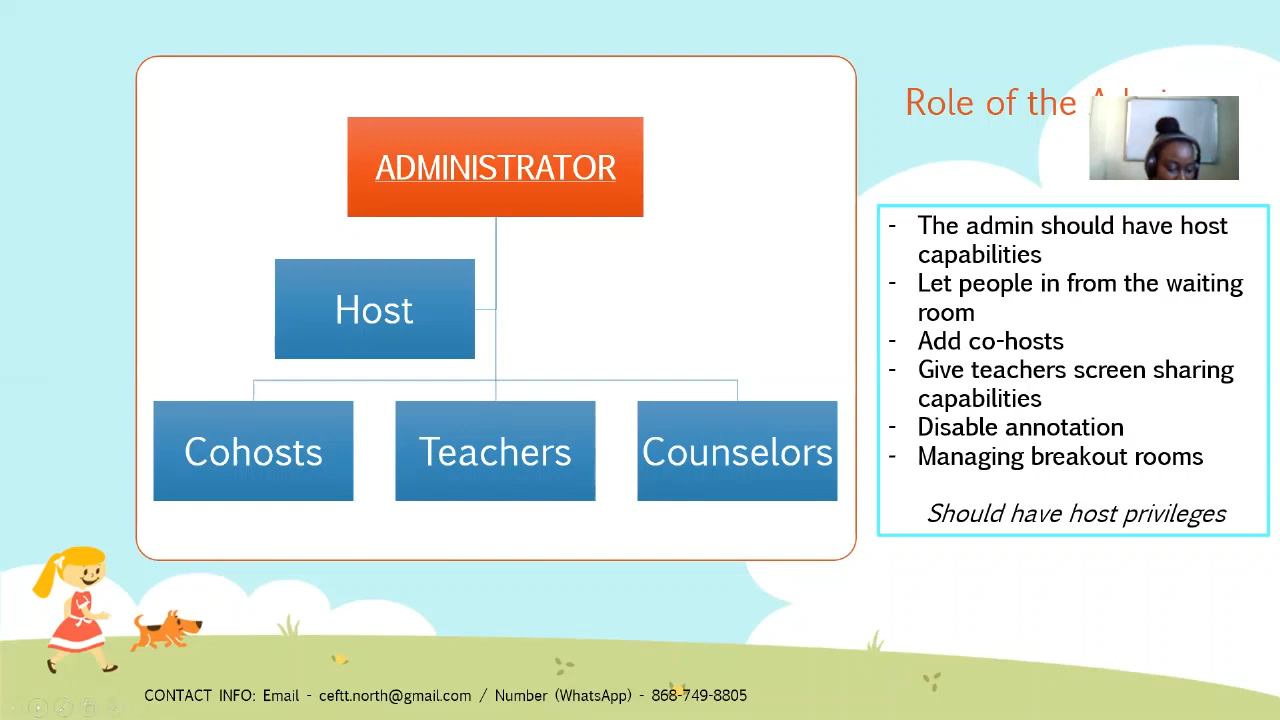 Role of the
ADMINISTRATOR
Host
Cohosts
Teachers
Counselors
- The admin should have host
capabilities
- Let people in from the waiting
room
- Add co-hosts
- Give teachers screen sharing
capabilities
- Disable annotation
- Managing breakout rooms
Should have host privileges
CONTACT INFO: Email - ceftt.north@gmail.com / Number (WhatsApp) - 868-749-8805